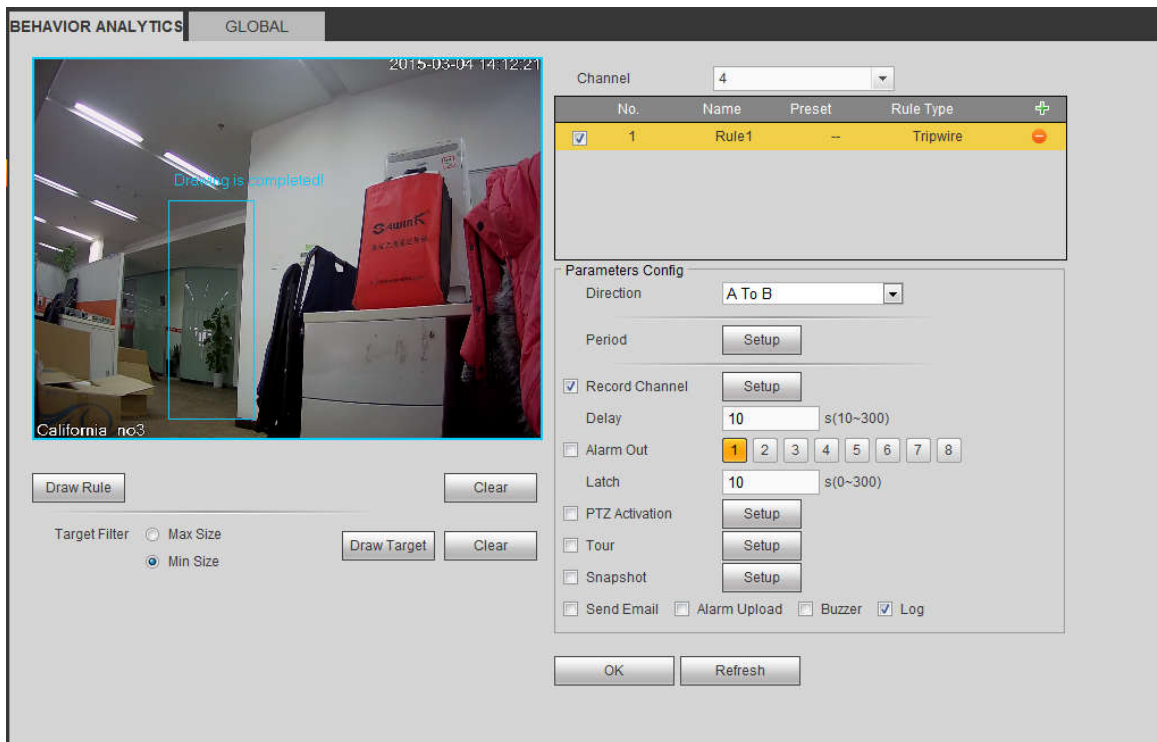 BEHAVIOR ANALYTICS
GLOBAL
2015-03-04 14:12:21
Drawing is completed!
California no3
Draw Rule
Clear
Target Filter
Max Size
Min Size
Draw Target
Clear
Channel
4
No. Name Preset Rule Type
1 Rule1 -- Tripwire
Parameters Config
Direction
A To B
Period
Setup
Record Channel
Setup
Delay
10
s(10~300)
Alarm Out
1 2 3 4 5 6 7 8
Latch
10
s(0~300)
PTZ Activation
Setup
Tour
Setup
Snapshot
Setup
Send Email
Alarm Upload
Buzzer
Log
OK
Refresh